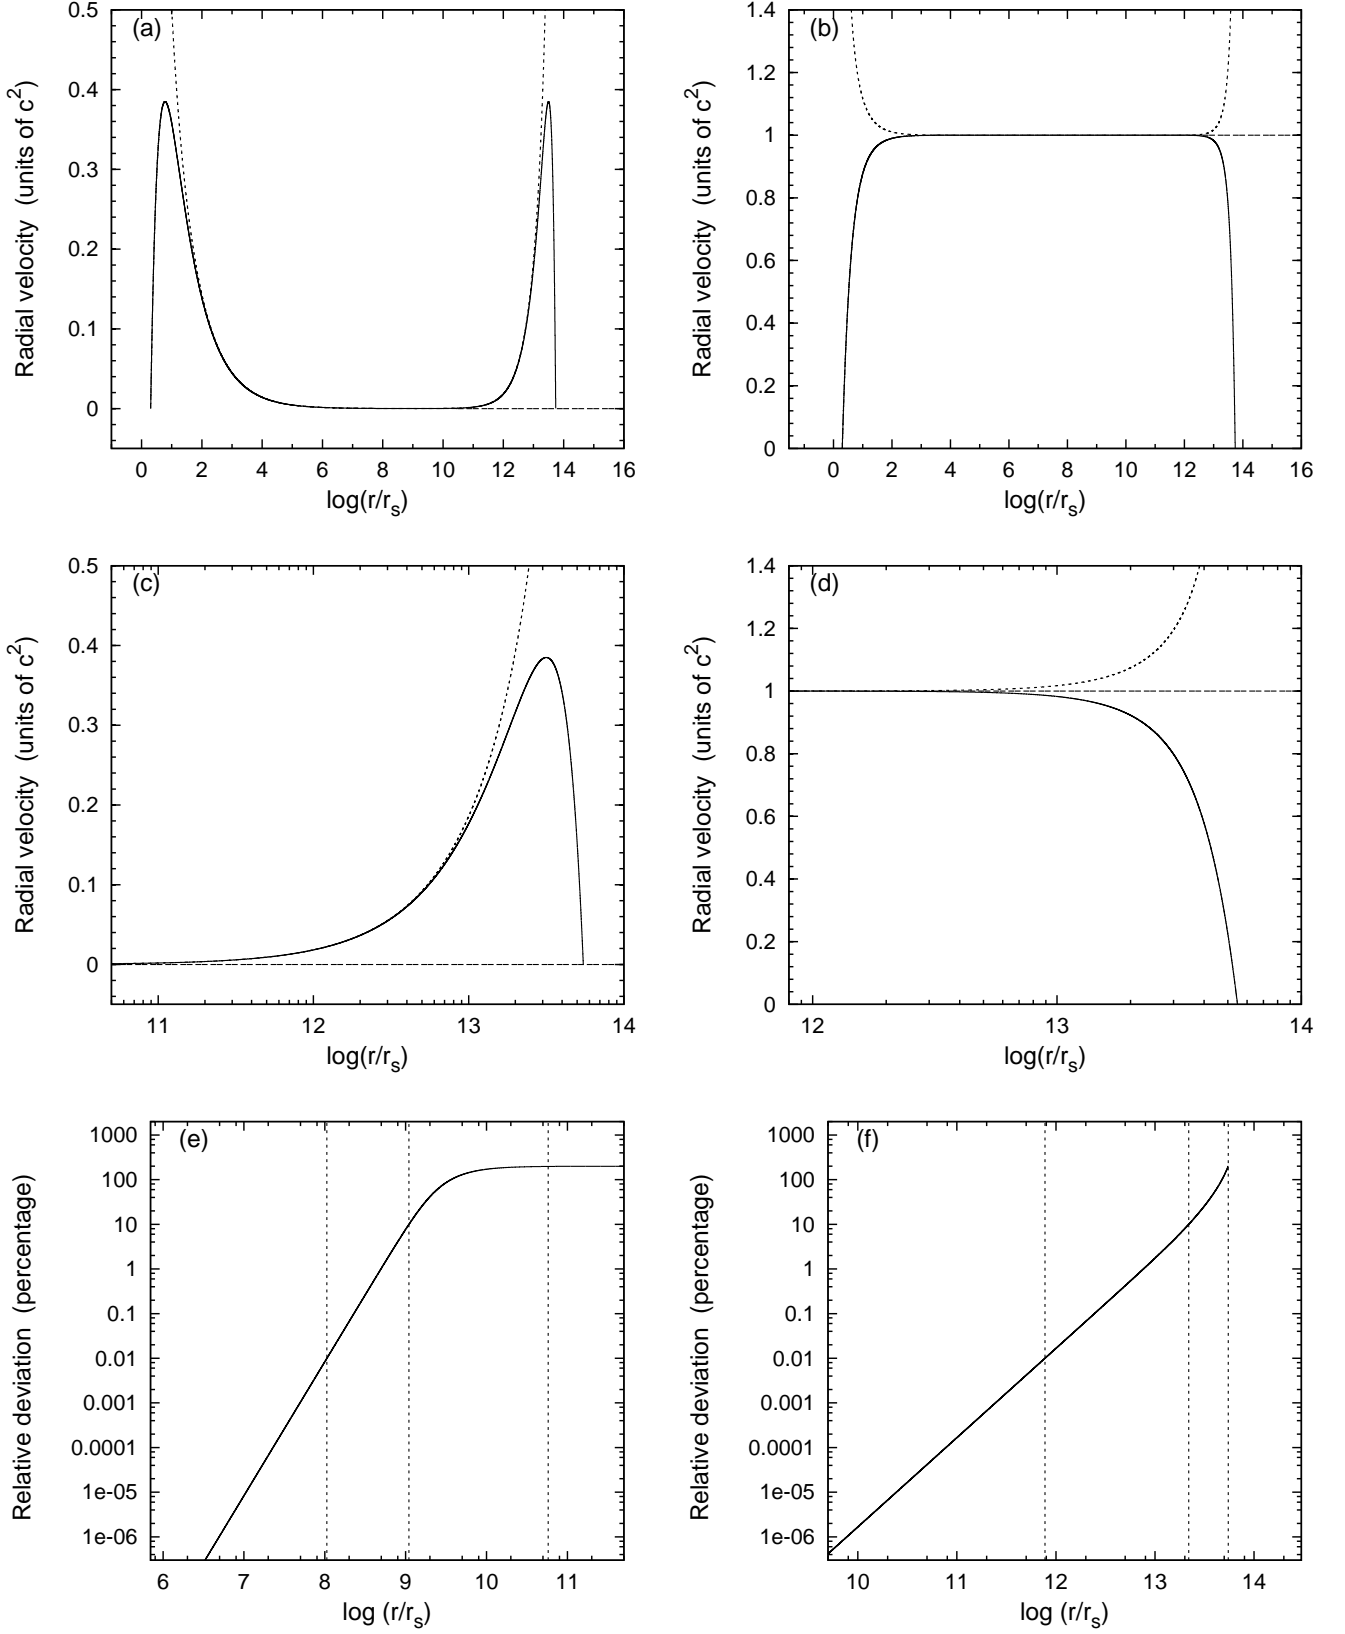 (a)
Radial velocity (units of c²)
0.5
0.4
0.3
0.2
0.1
0
0 2 4 6 8 10 12 14 16
log(r/rₛ)
(b)
Radial velocity (units of c²)
1.4
1.2
1
0.8
0.6
0.4
0.2
0
0 2 4 6 8 10 12 14 16
log(r/rₛ)
(c)
Radial velocity (units of c²)
0.5
0.4
0.3
0.2
0.1
0
11 12 13 14
log(r/rₛ)
(d)
Radial velocity (units of c²)
1.4
1.2
1
0.8
0.6
0.4
0.2
0
12 13 14
log(r/rₛ)
(e)
Relative deviation (percentage)
1000
100
10
1
0.1
0.01
0.001
0.0001
1e-05
1e-06
6 7 8 9 10 11
log (r/rₛ)
(f)
Relative deviation (percentage)
1000
100
10
1
0.1
0.01
0.001
0.0001
1e-05
1e-06
10 11 12 13 14
log (r/rₛ)